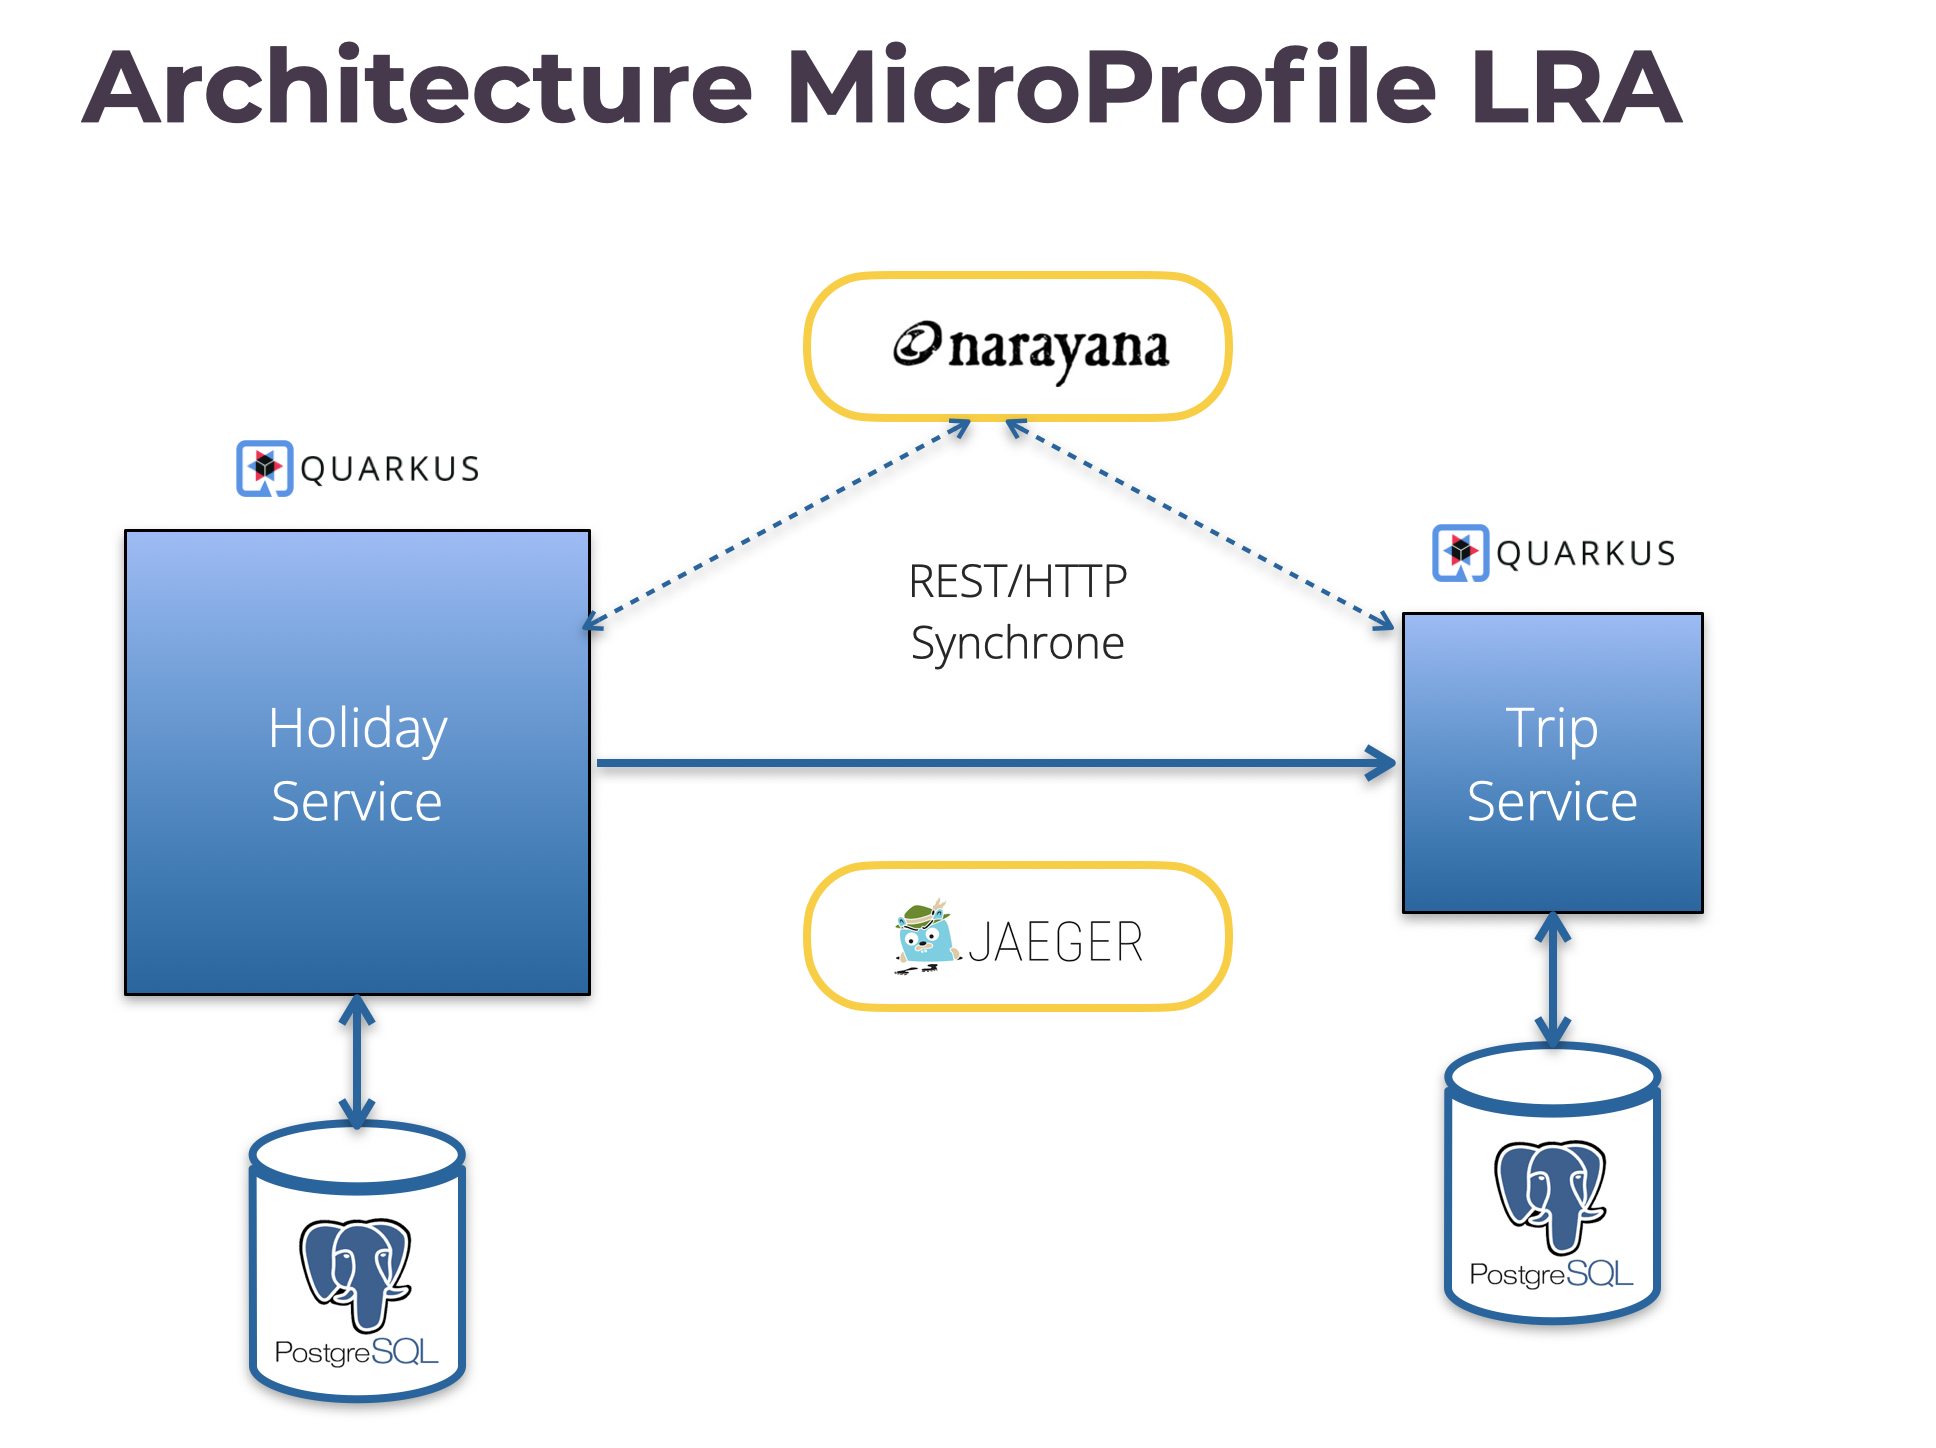 Architecture MicroProfile LRA
narayana
QUARKUS
QUARKUS
REST/HTTP
Synchrone
Holiday
Service
Trip
Service
JAEGER
PostgreSQL
PostgreSQL